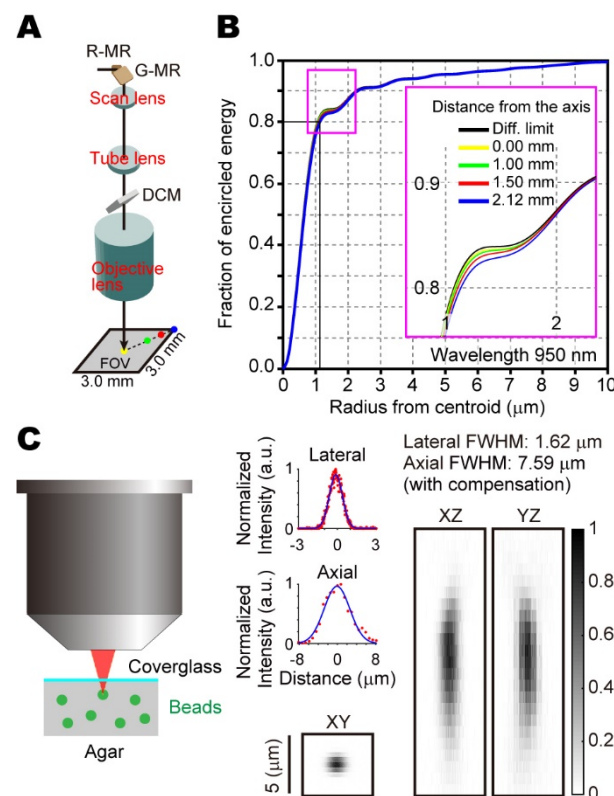 A
R-MR
G-MR
Scan lens
Tube lens
DCM
Objective
lens
FOV
3.0 mm
3.0 mm
B
Fraction of encircled energy
1.0
0.8
0.6
0.4
0.2
0.0
0 1 2 3 4 5 6 7 8 9 10
Radius from centroid (μm)
Distance from the axis
Diff. limit
0.00 mm
1.00 mm
1.50 mm
2.12 mm
0.9
0.8
1
2
Wavelength 950 nm
C
Coverglass
Beads
Agar
Lateral
Normalized
Intensity (a.u.)
1
0.5
0
-3 0 3
Axial
Normalized
Intensity (a.u.)
1
0.5
0
-8 0 8
Distance (μm)
XY
5 (μm)
Lateral FWHM: 1.62 μm
Axial FWHM: 7.59 μm
(with compensation)
XZ
YZ
1
0.8
0.6
0.4
0.2
0